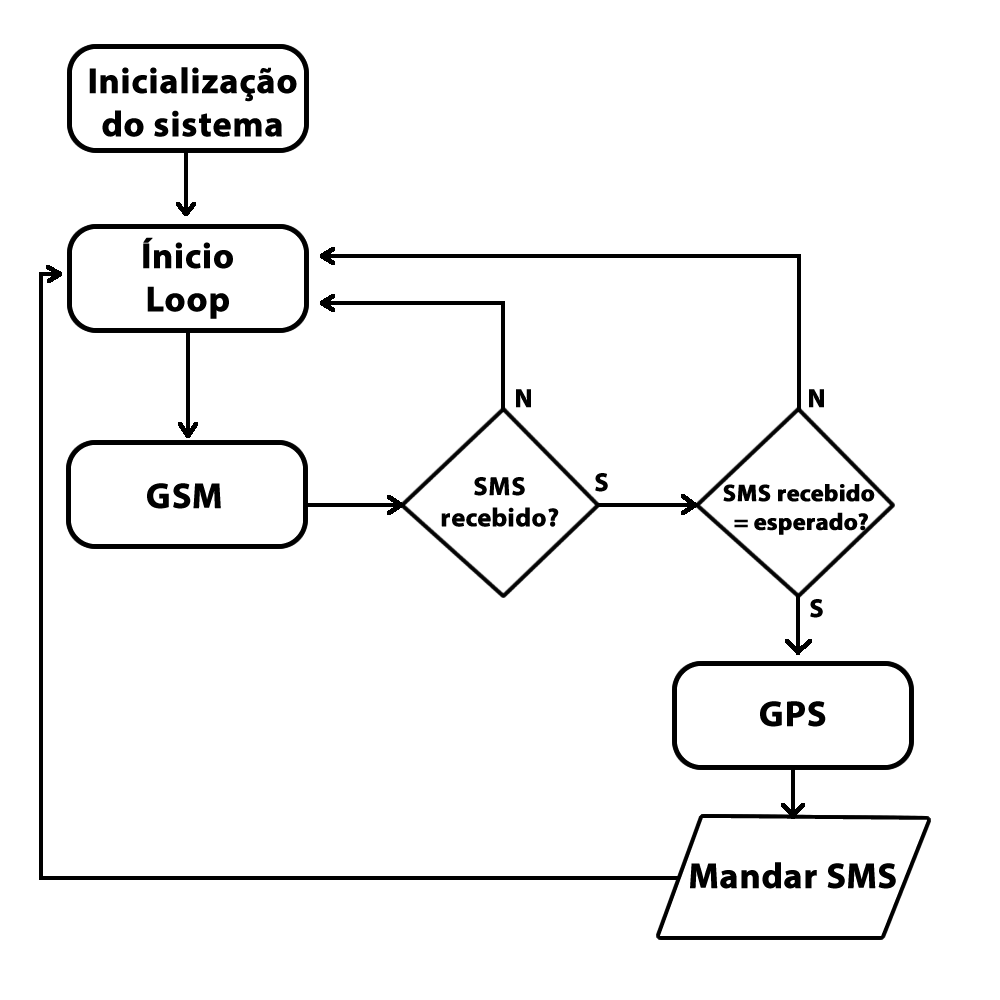 Inicialização
do sistema
Ínicio
Loop
GSM
N
SMS
recebido?
S
N
SMS recebido
= esperado?
S
GPS
Mandar SMS